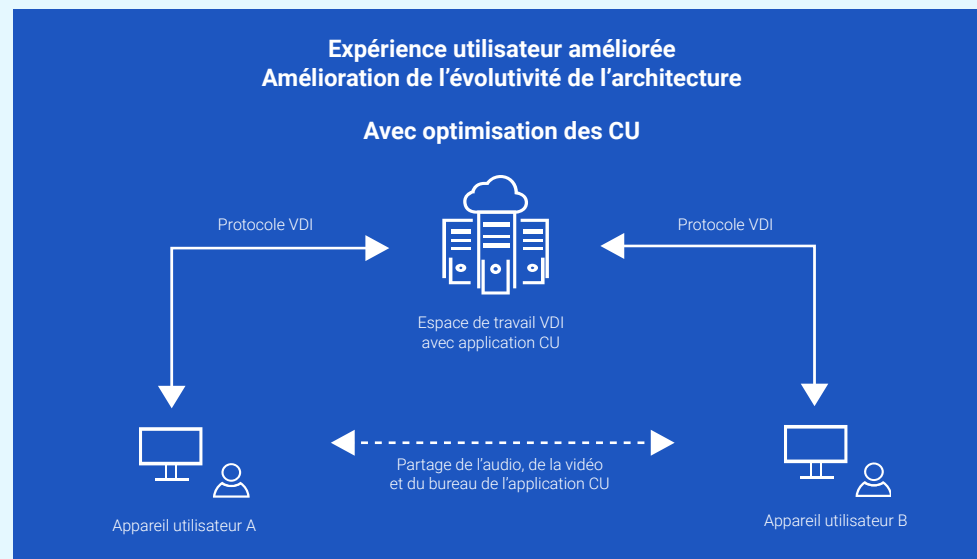 Expérience utilisateur améliorée
Amélioration de l’évolutivité de l’architecture
Avec optimisation des CU
Protocole VDI
Protocole VDI
Espace de travail VDI
avec application CU
Partage de l’audio, de la vidéo
et du bureau de l’application CU
Appareil utilisateur A
Appareil utilisateur B